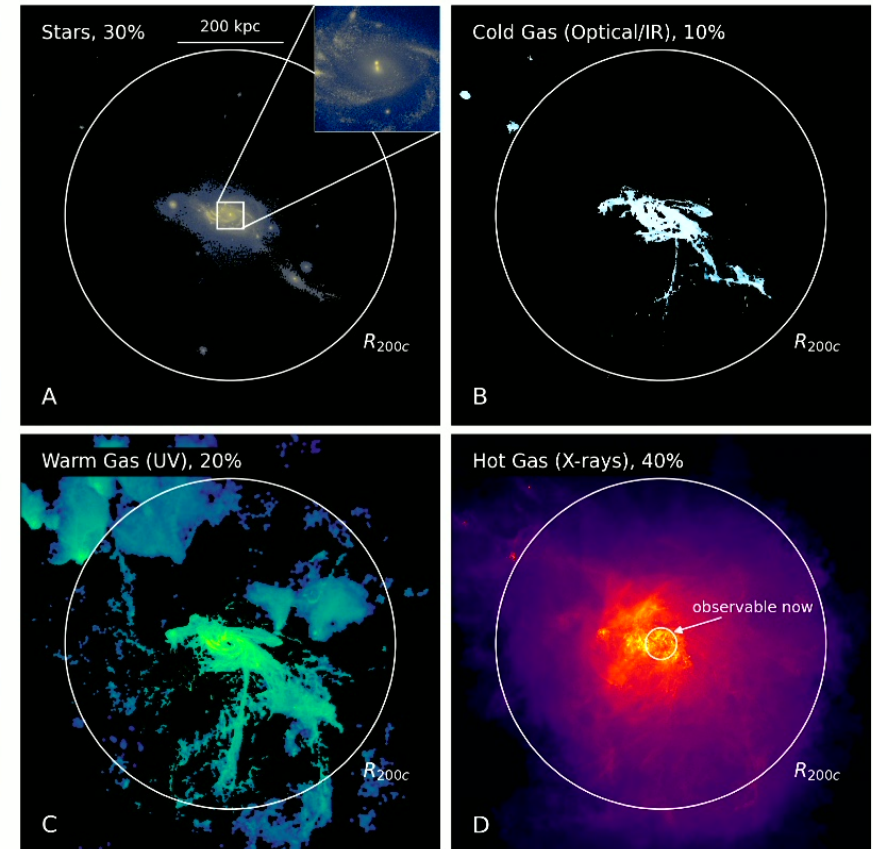 Stars, 30%
200 kpc
R200c
A
Cold Gas (Optical/IR), 10%
R200c
B
Warm Gas (UV), 20%
R200c
C
Hot Gas (X-rays), 40%
observable now
R200c
D